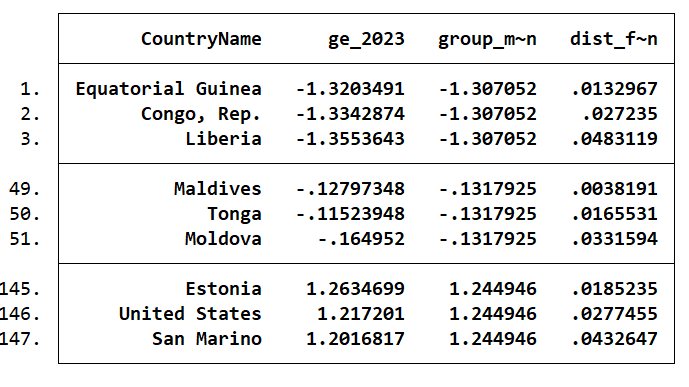 CountryName ge_2023 group_m~n dist_f~n
1. Equatorial Guinea -1.3203491 -1.307052 .0132967
2. Congo, Rep. -1.3342874 -1.307052 .027235
3. Liberia -1.3553643 -1.307052 .0483119
49. Maldives -.12797348 -.1317925 .0038191
50. Tonga -.11523948 -.1317925 .0165531
51. Moldova -.164952 -.1317925 .0331594
145. Estonia 1.2634699 1.244946 .0185235
146. United States 1.217201 1.244946 .0277455
147. San Marino 1.2016817 1.244946 .0432647